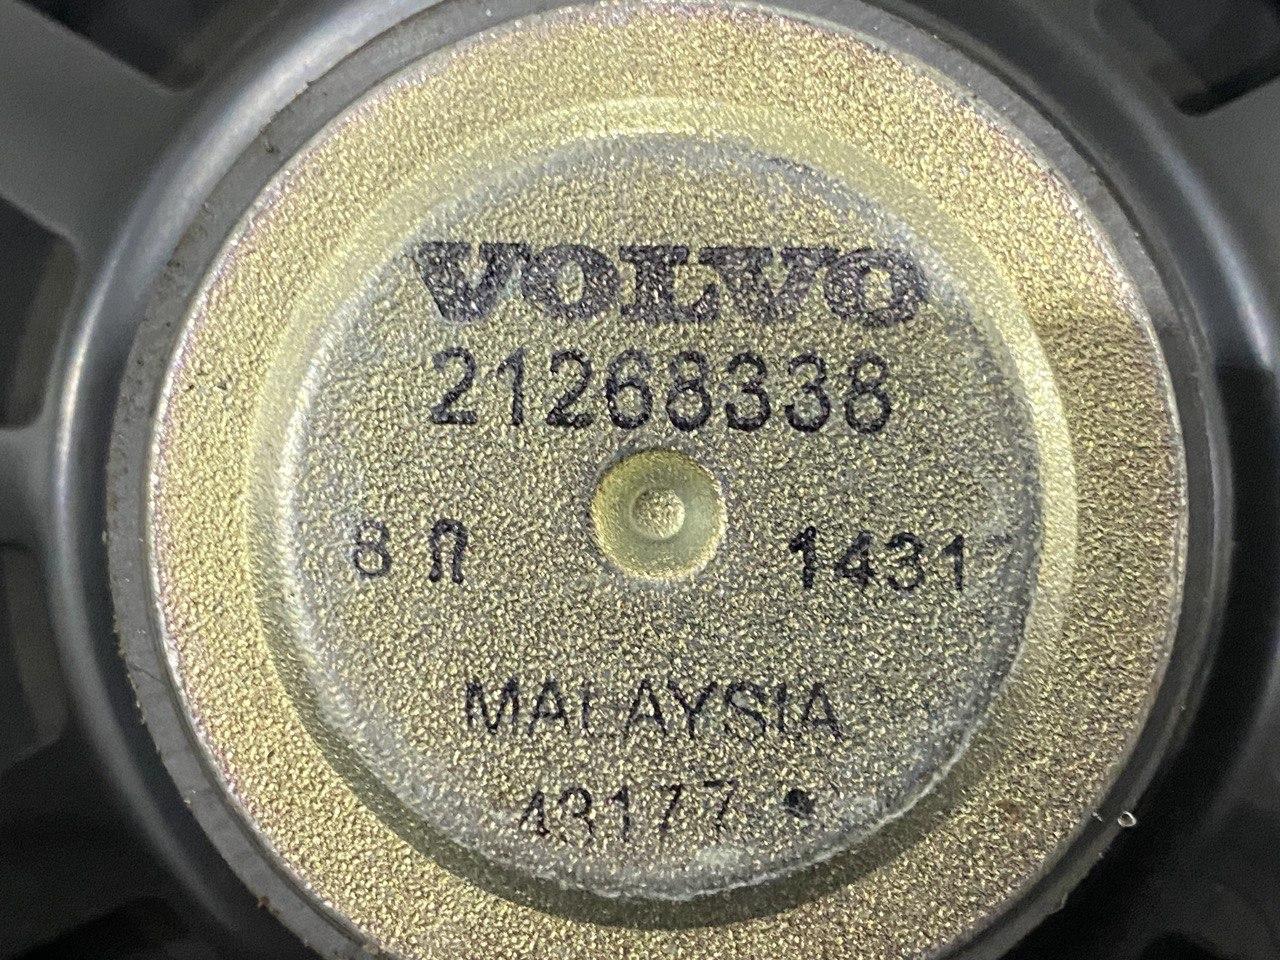 VOLVO
21268338
8 Ω 1431
MALAYSIA
43177